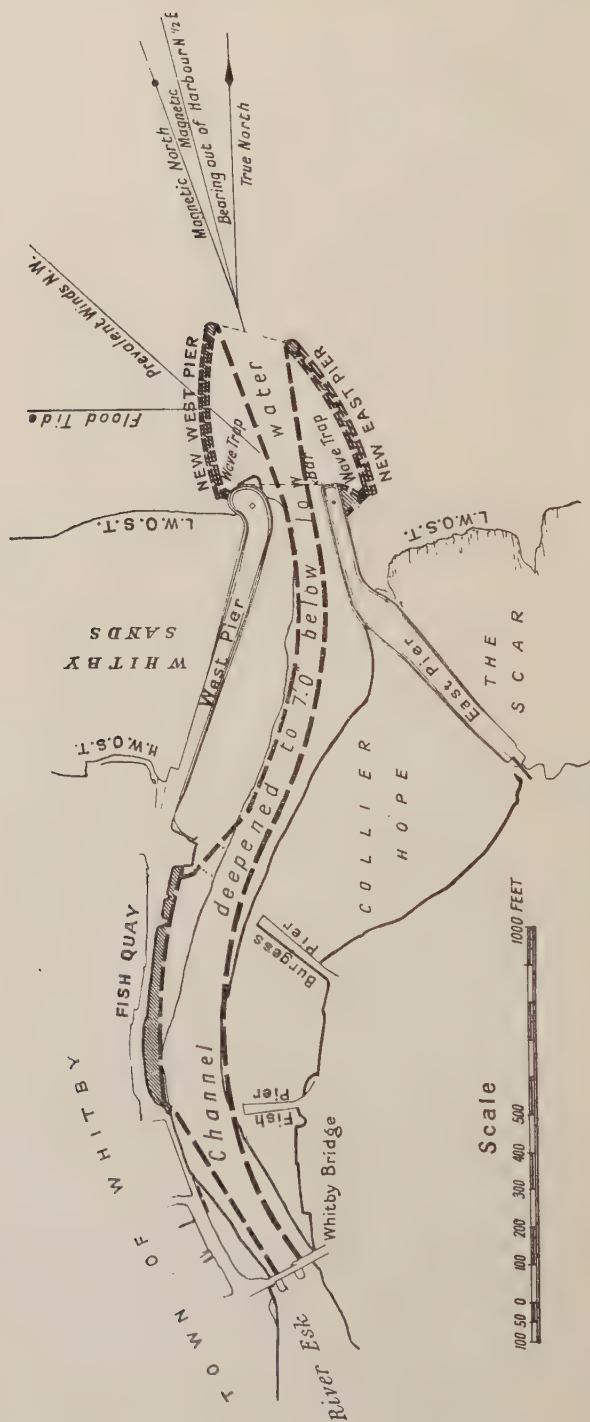 Magnetic North
Magnetic
Bearing out of Harbour N ½ E
True North
Prevalent Winds N.W.
Flood Tide
NEW WEST PIER
Wave Trap
water
Wave Trap
NEW EAST PIER
Bar
L.W.O.S.T.
WHITBY
SANDS
H.W.O.S.T.
West Pier
low
below
deepened to 7.0
Channel
East Pier
L.W.O.S.T.
THE
SCAR
COLLIER
HOPE
FISH QUAY
TOWN OF WHITBY
Burgess
Pier
Fish
Pier
Whitby Bridge
River Esk
Scale
100 50 0 100 200 300 400 500 1000 FEET